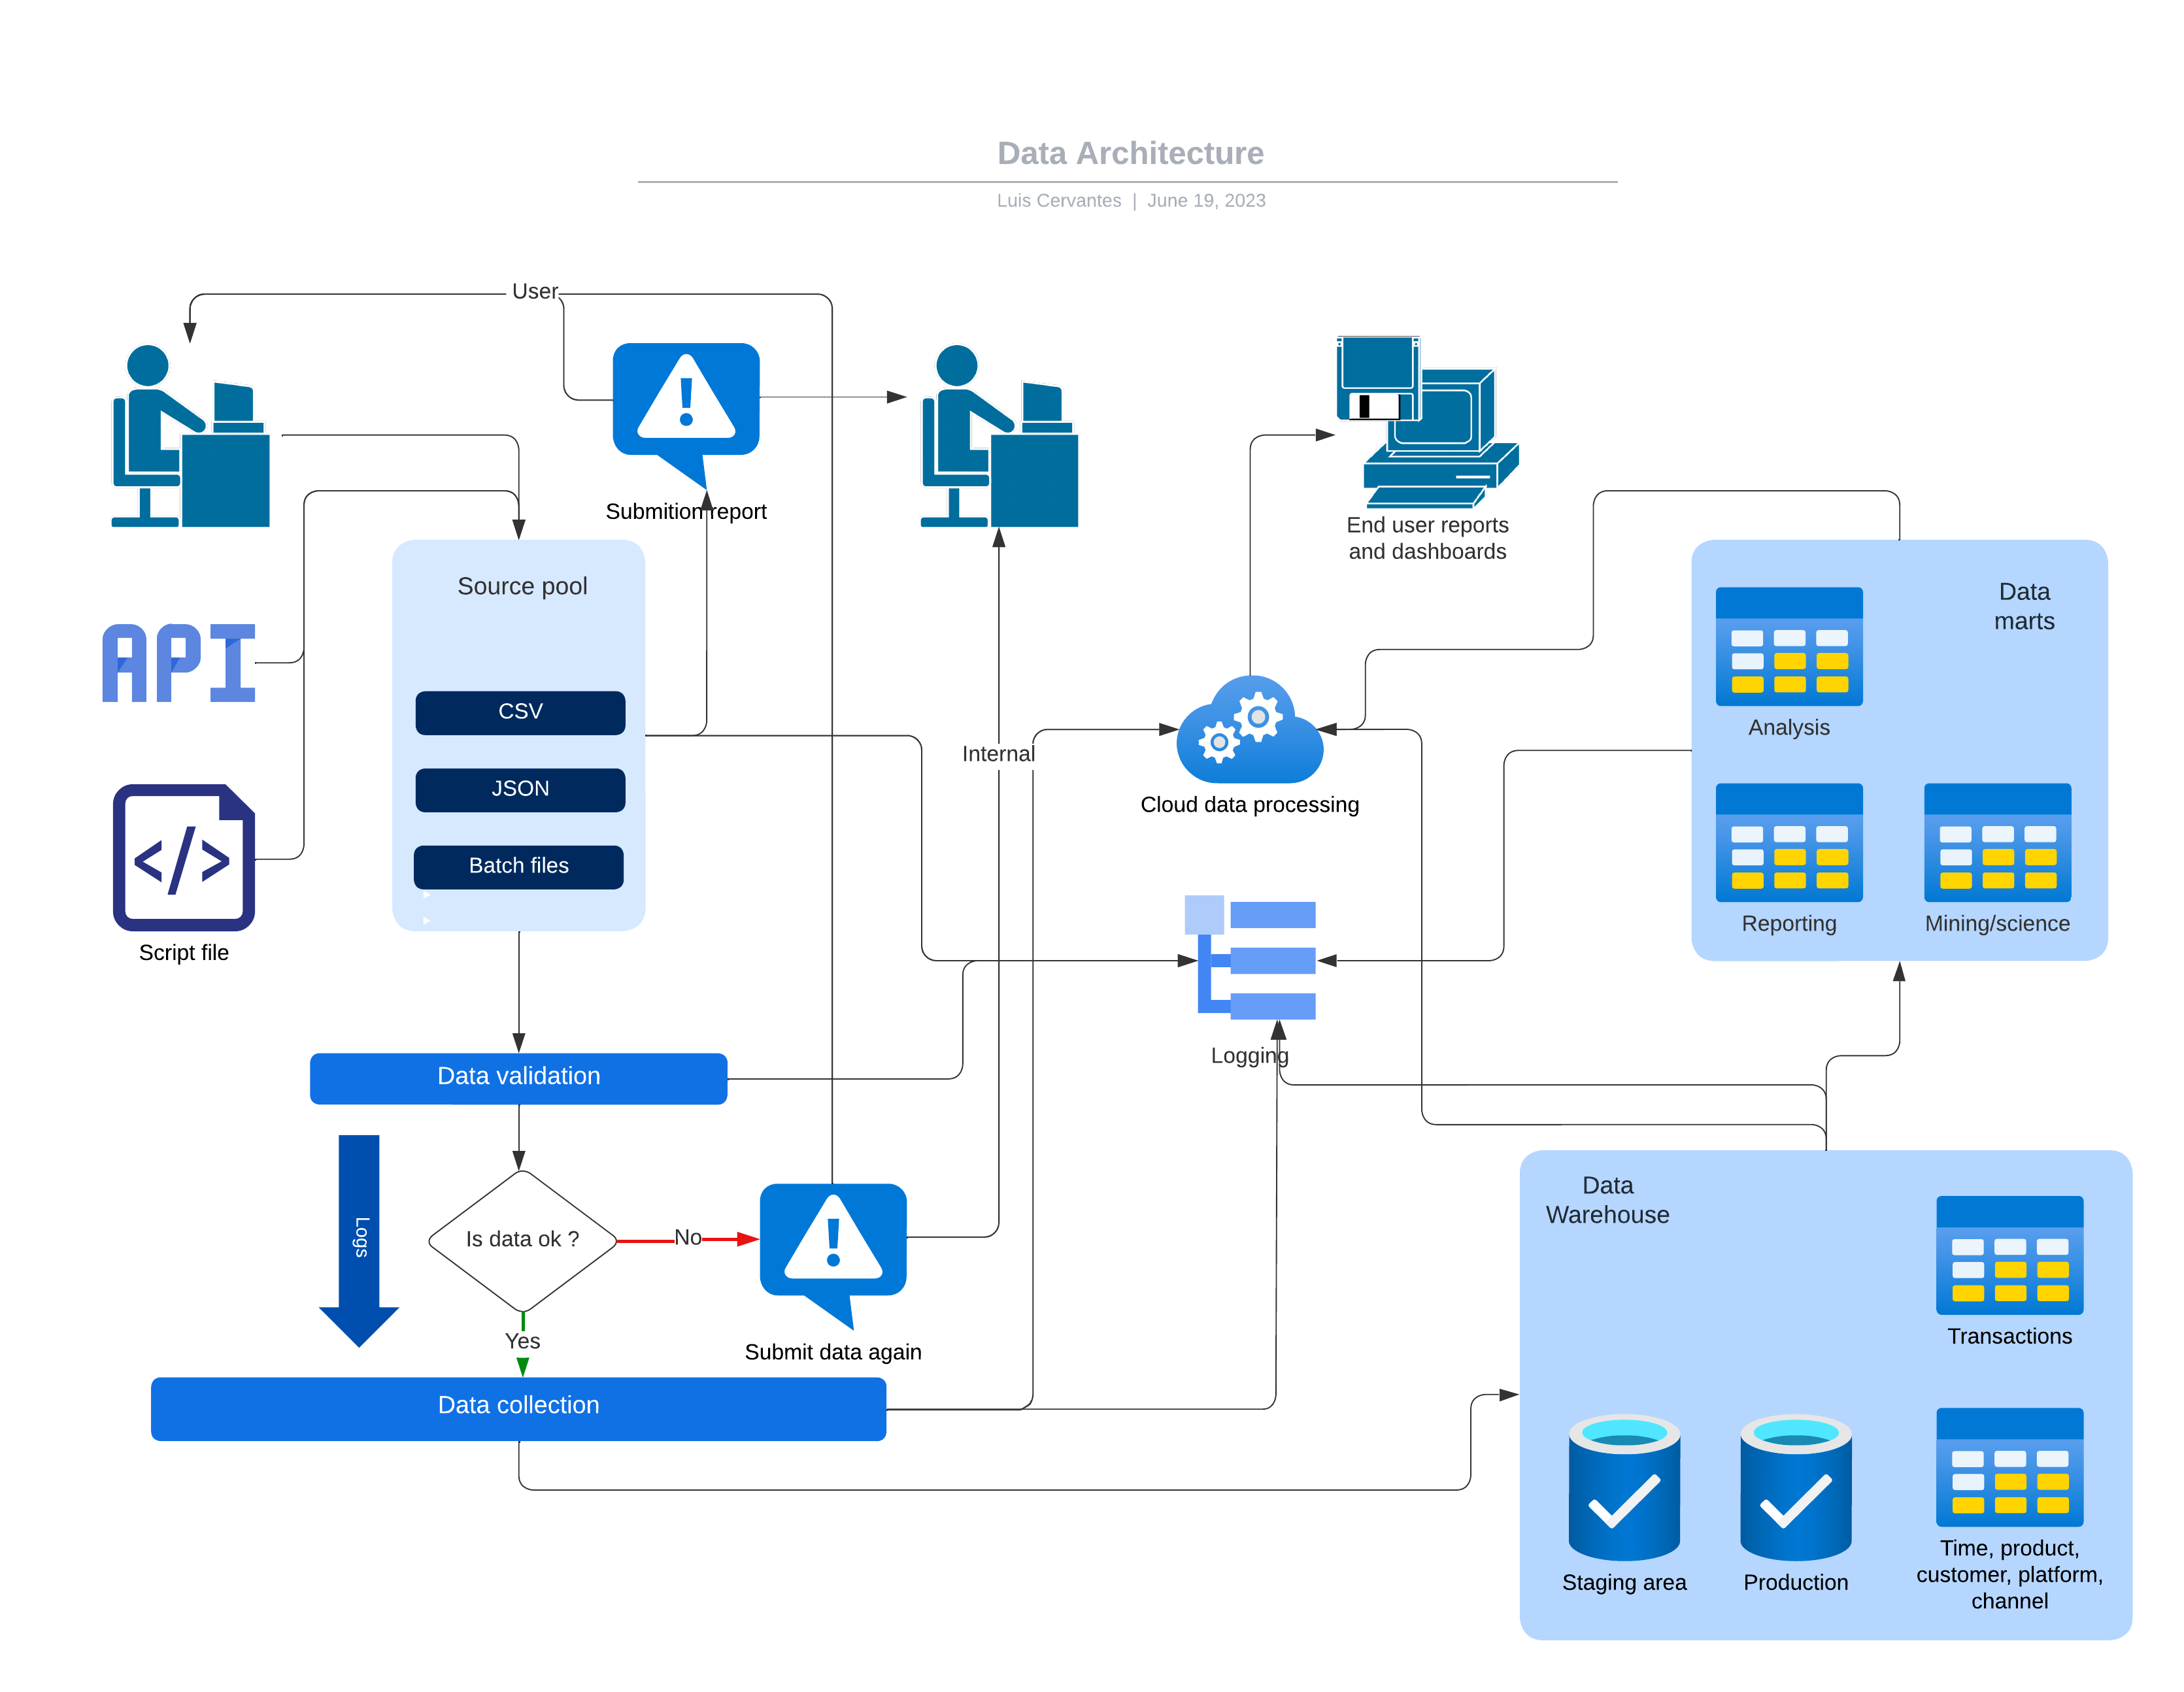 Data Architecture
Luis Cervantes | June 19, 2023
User
Submition report
End user reports
and dashboards
Source pool
Data
marts
API
CSV
Analysis
Internal
JSON
Cloud data processing
Batch files
Reporting
Mining/science
Script file
</>
Logging
Data validation
Data
Warehouse
Logs
Is data ok ?
No
Yes
Submit data again
Transactions
Data collection
Staging area
Production
Time, product,
customer, platform,
channel